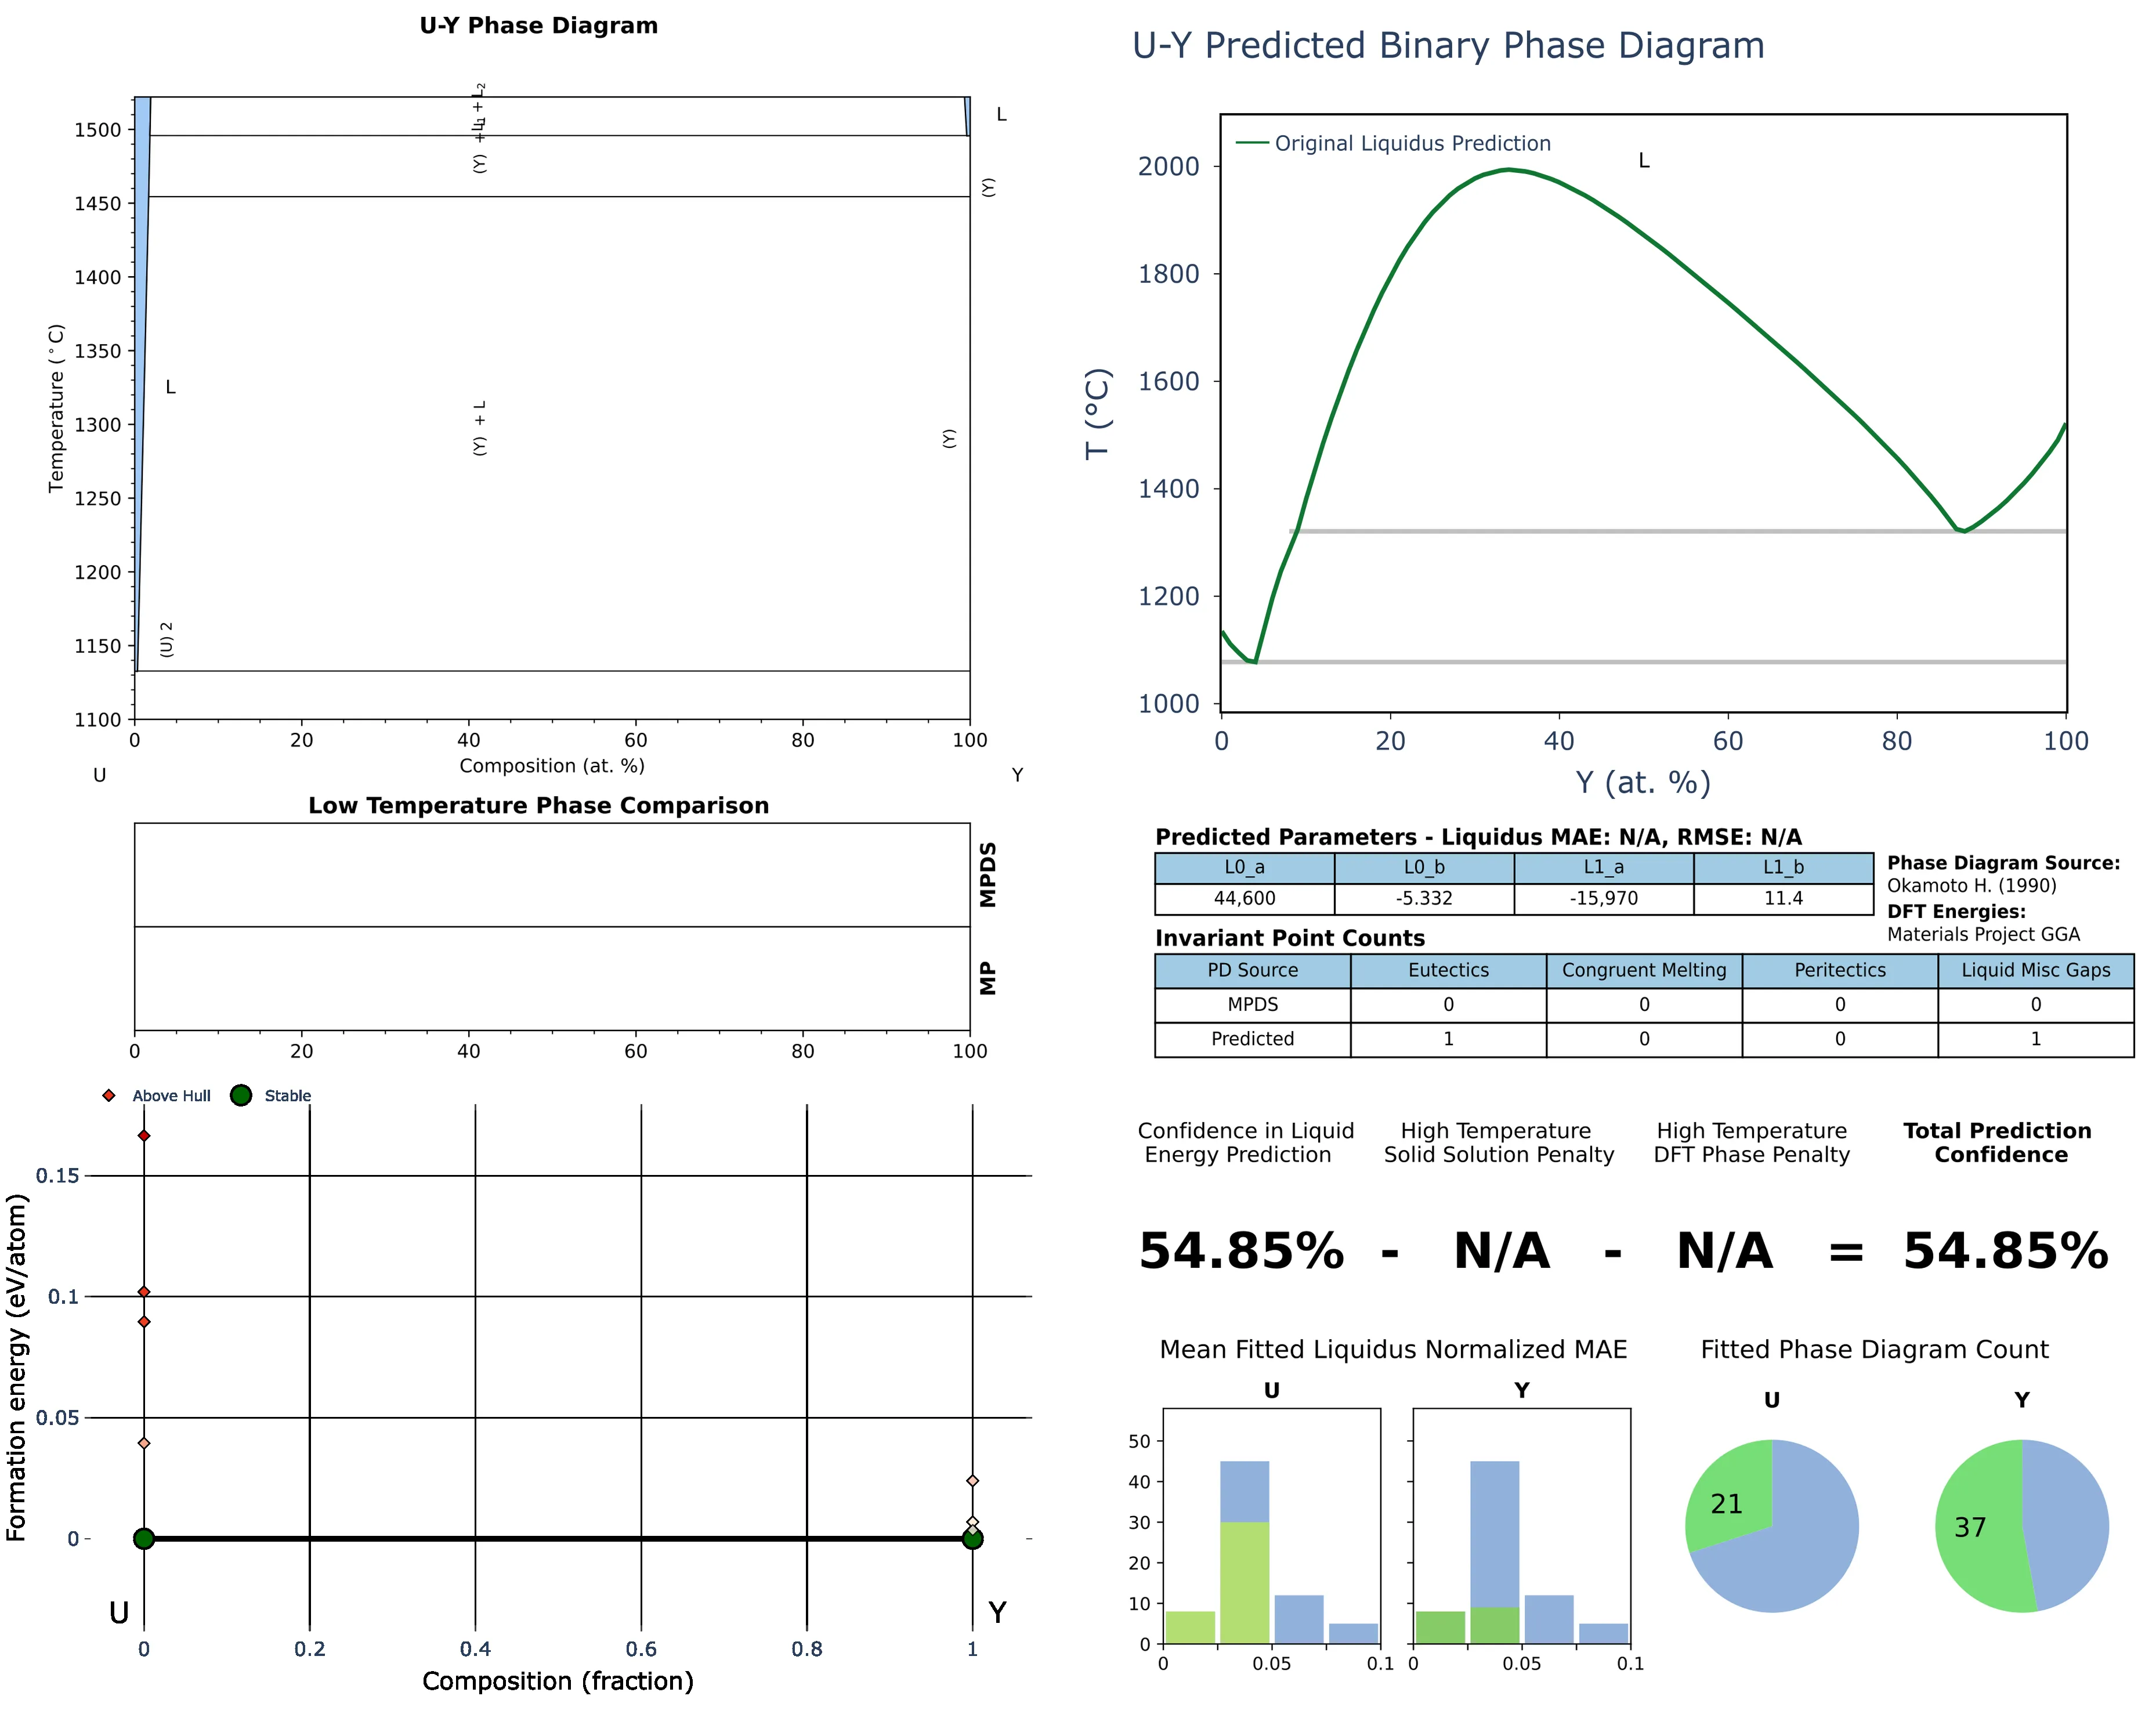 U-Y Phase Diagram
L₁ + L₂
(Y) + L
L
(Y)
1500
1450
1400
1350
1300
1250
1200
1150
1100
Temperature (°C)
L
(Y) + L
(Y)
(U) 2
0 20 40 60 80 100
Composition (at. %)
U Y
Low Temperature Phase Comparison
MPDS
MP
0 20 40 60 80 100
Above Hull Stable
0.15
0.1
0.05
0
Formation energy (eV/atom)
U Y
0 0.2 0.4 0.6 0.8 1
Composition (fraction)
U-Y Predicted Binary Phase Diagram
Original Liquidus Prediction
L
2000
1800
1600
1400
1200
1000
T (°C)
0 20 40 60 80 100
Y (at. %)
Predicted Parameters - Liquidus MAE: N/A, RMSE: N/A
L0_a L0_b L1_a L1_b
44,600 -5.332 -15,970 11.4
Phase Diagram Source:
Okamoto H. (1990)
DFT Energies:
Materials Project GGA
Invariant Point Counts
PD Source Eutectics Congruent Melting Peritectics Liquid Misc Gaps
MPDS 0 0 0 0
Predicted 1 0 0 1
Confidence in Liquid
Energy Prediction
High Temperature
Solid Solution Penalty
High Temperature
DFT Phase Penalty
Total Prediction
Confidence
54.85% - N/A - N/A = 54.85%
Mean Fitted Liquidus Normalized MAE
U Y
50
40
30
20
10
0
0 0.05 0.1 0 0.05 0.1
Fitted Phase Diagram Count
U Y
21 37